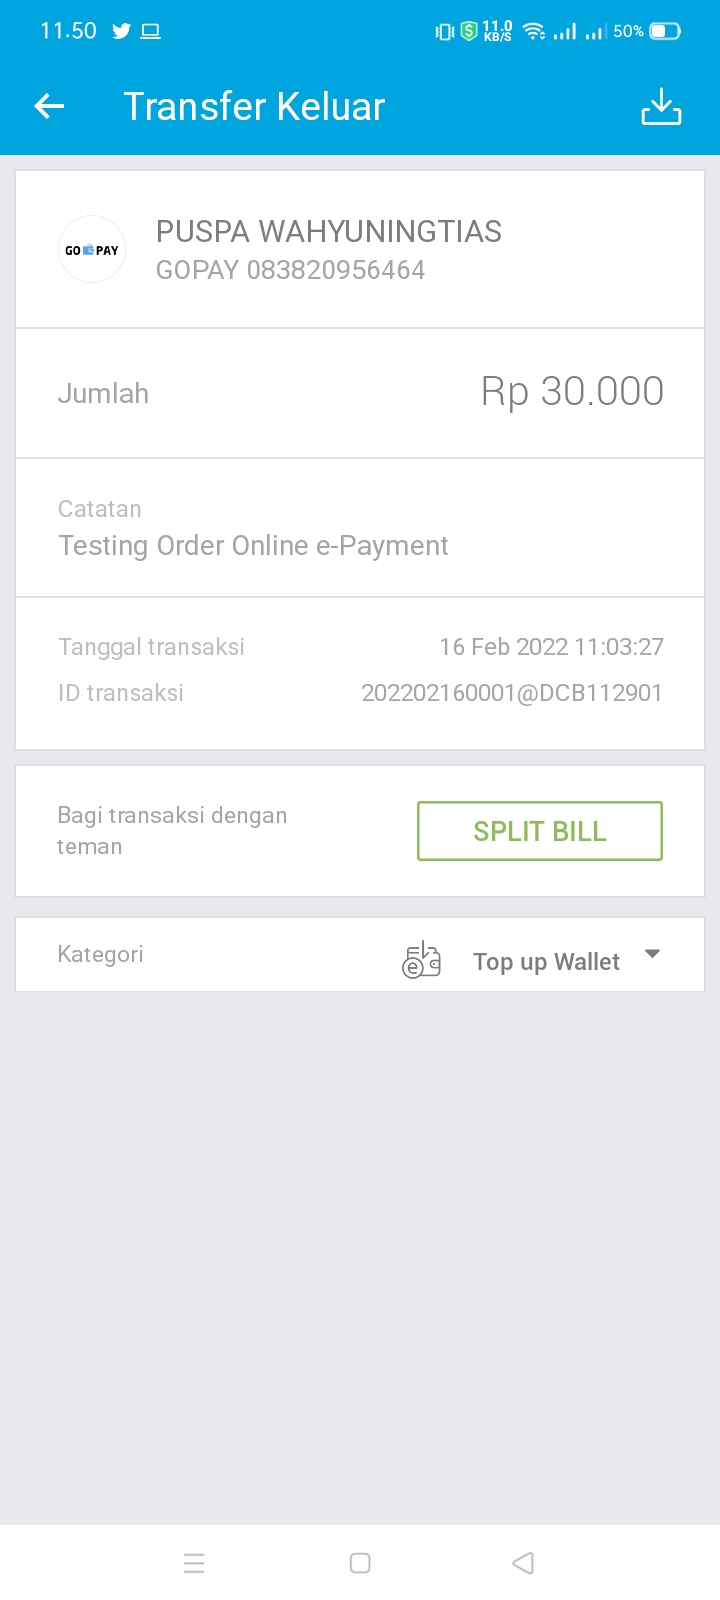 11.50 11.0 KB/S 50%
Transfer Keluar
GO PAY
PUSPA WAHYUNINGTIAS
GOPAY 083820956464
Jumlah Rp 30.000
Catatan
Testing Order Online e-Payment
Tanggal transaksi 16 Feb 2022 11:03:27
ID transaksi 202202160001@DCB112901
Bagi transaksi dengan
teman
SPLIT BILL
Kategori e Top up Wallet